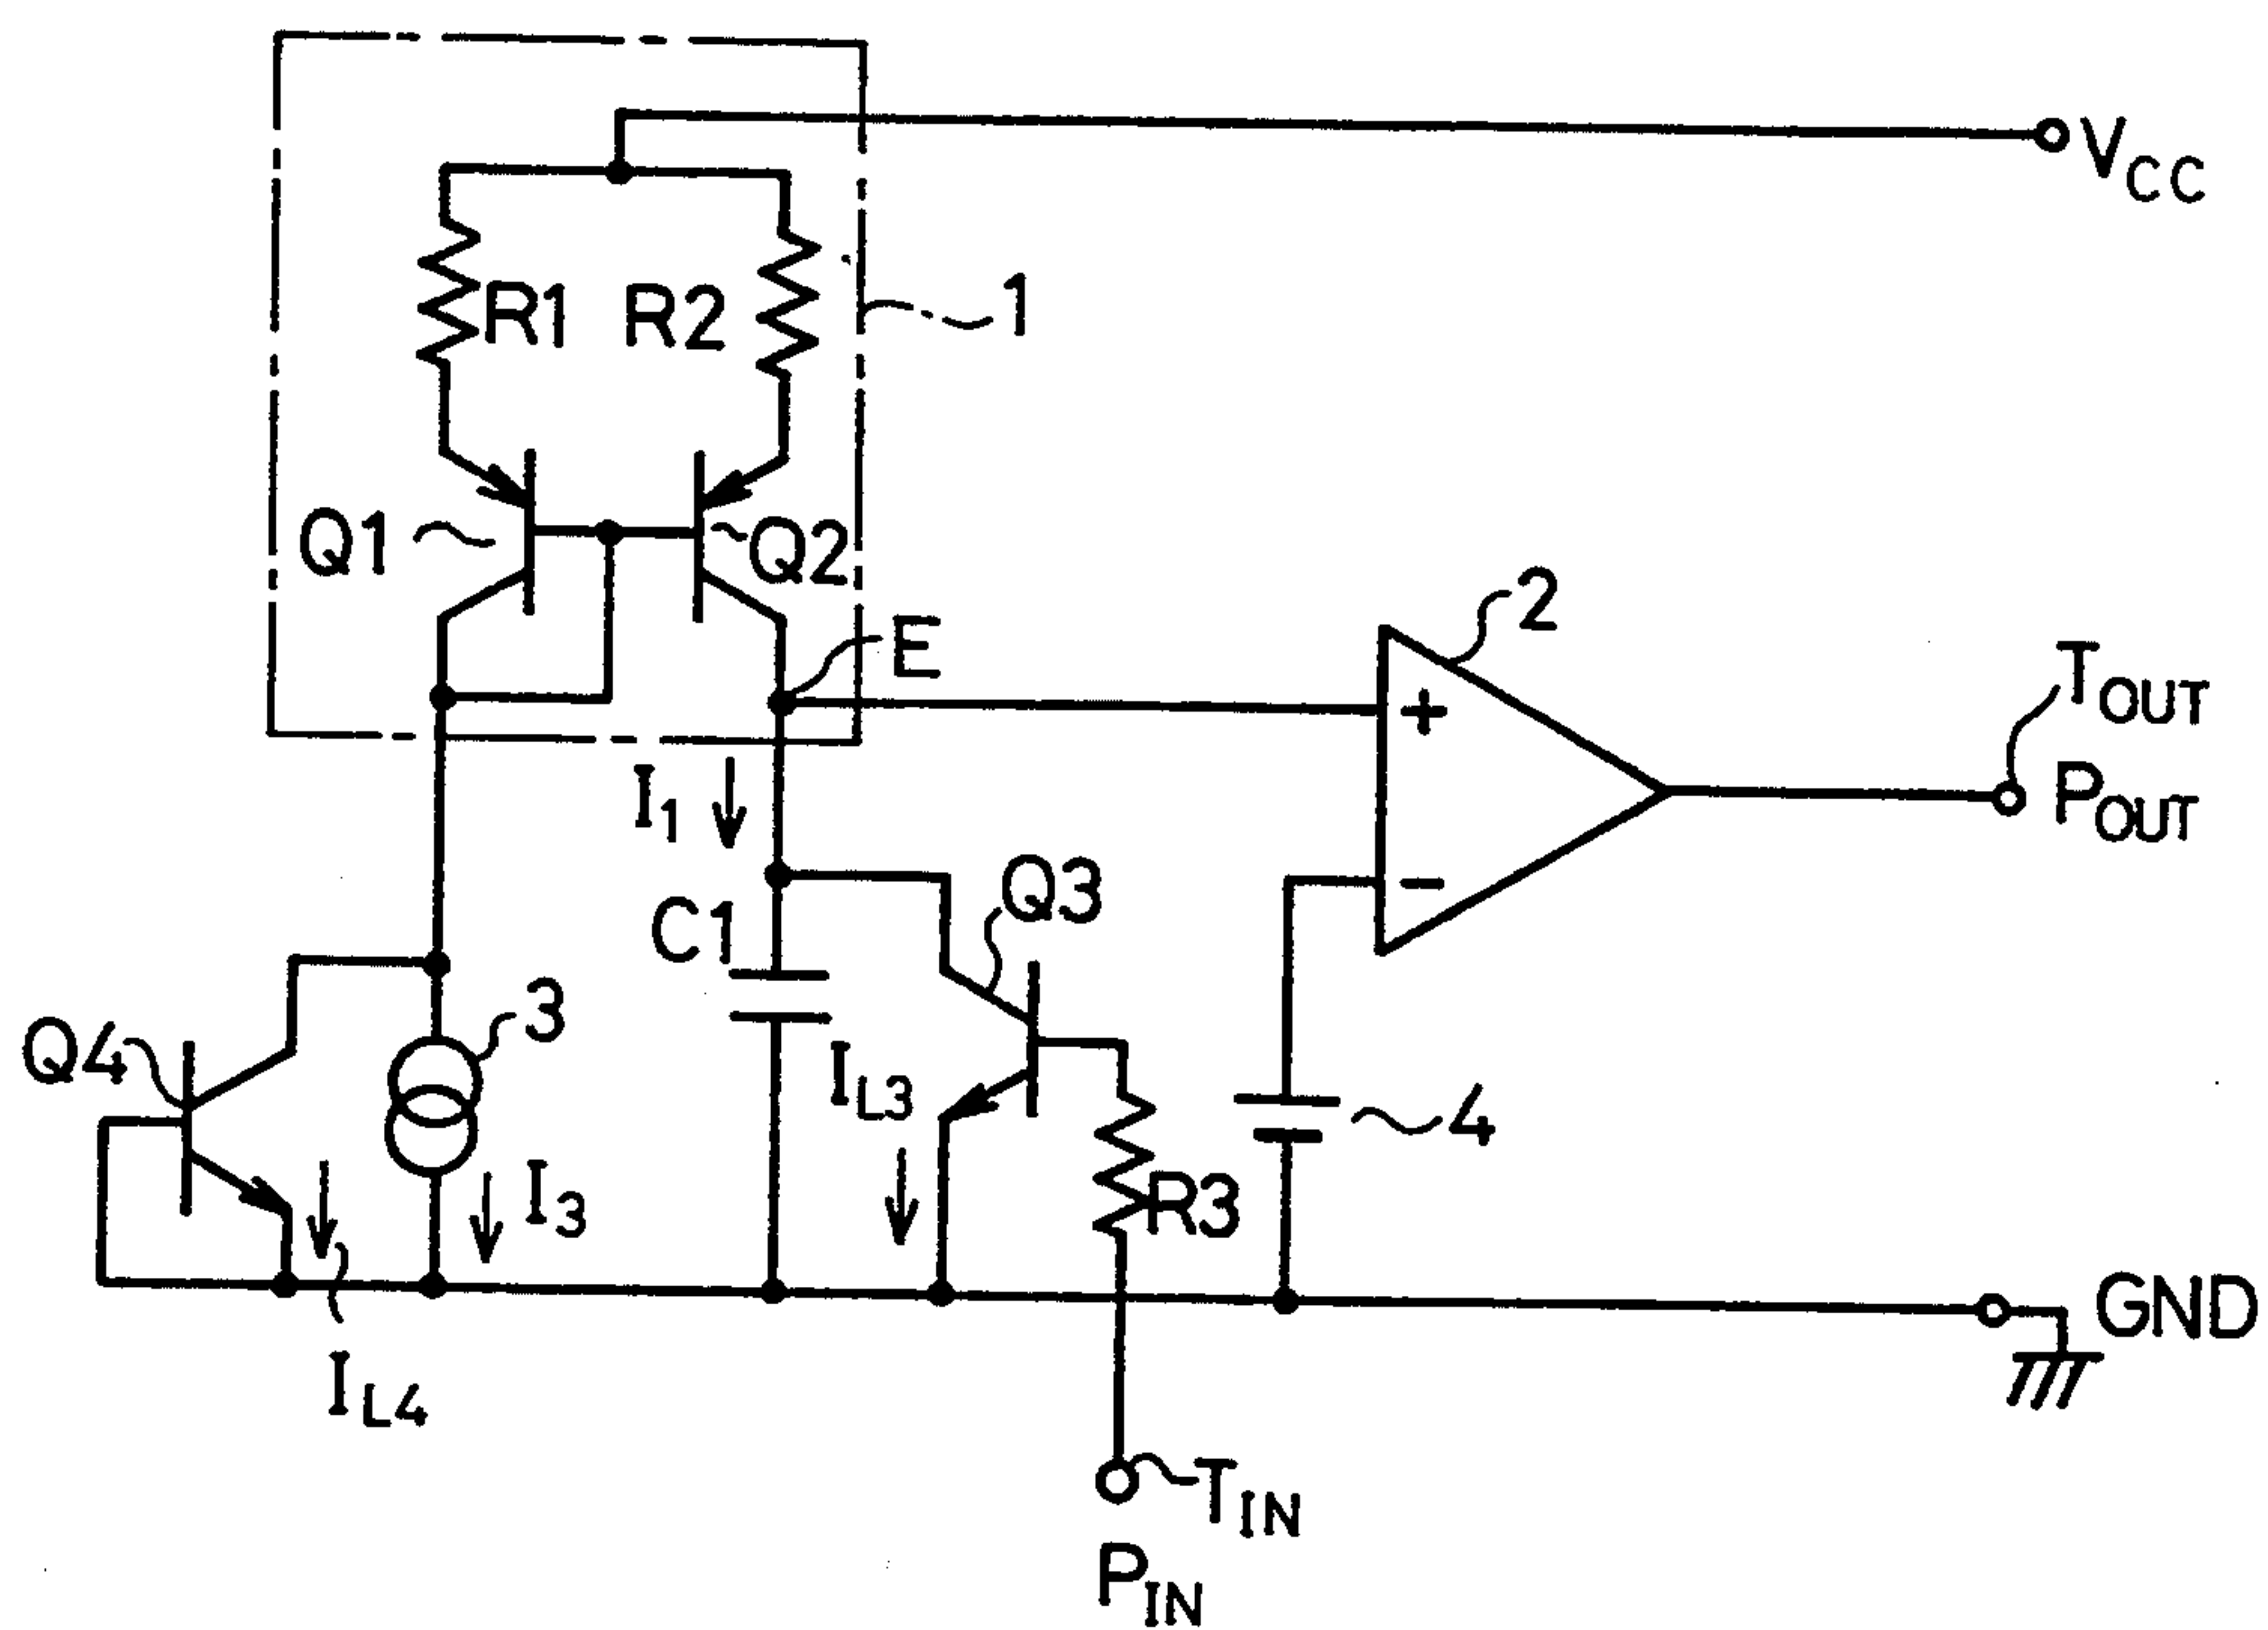 VCC
R1 R2 1
Q1 Q2
E
2
TOUT
POUT
+
I1
−
C1
Q3
3
Q4
IL3
4
I3
R3
GND
IL4
TIN
PIN